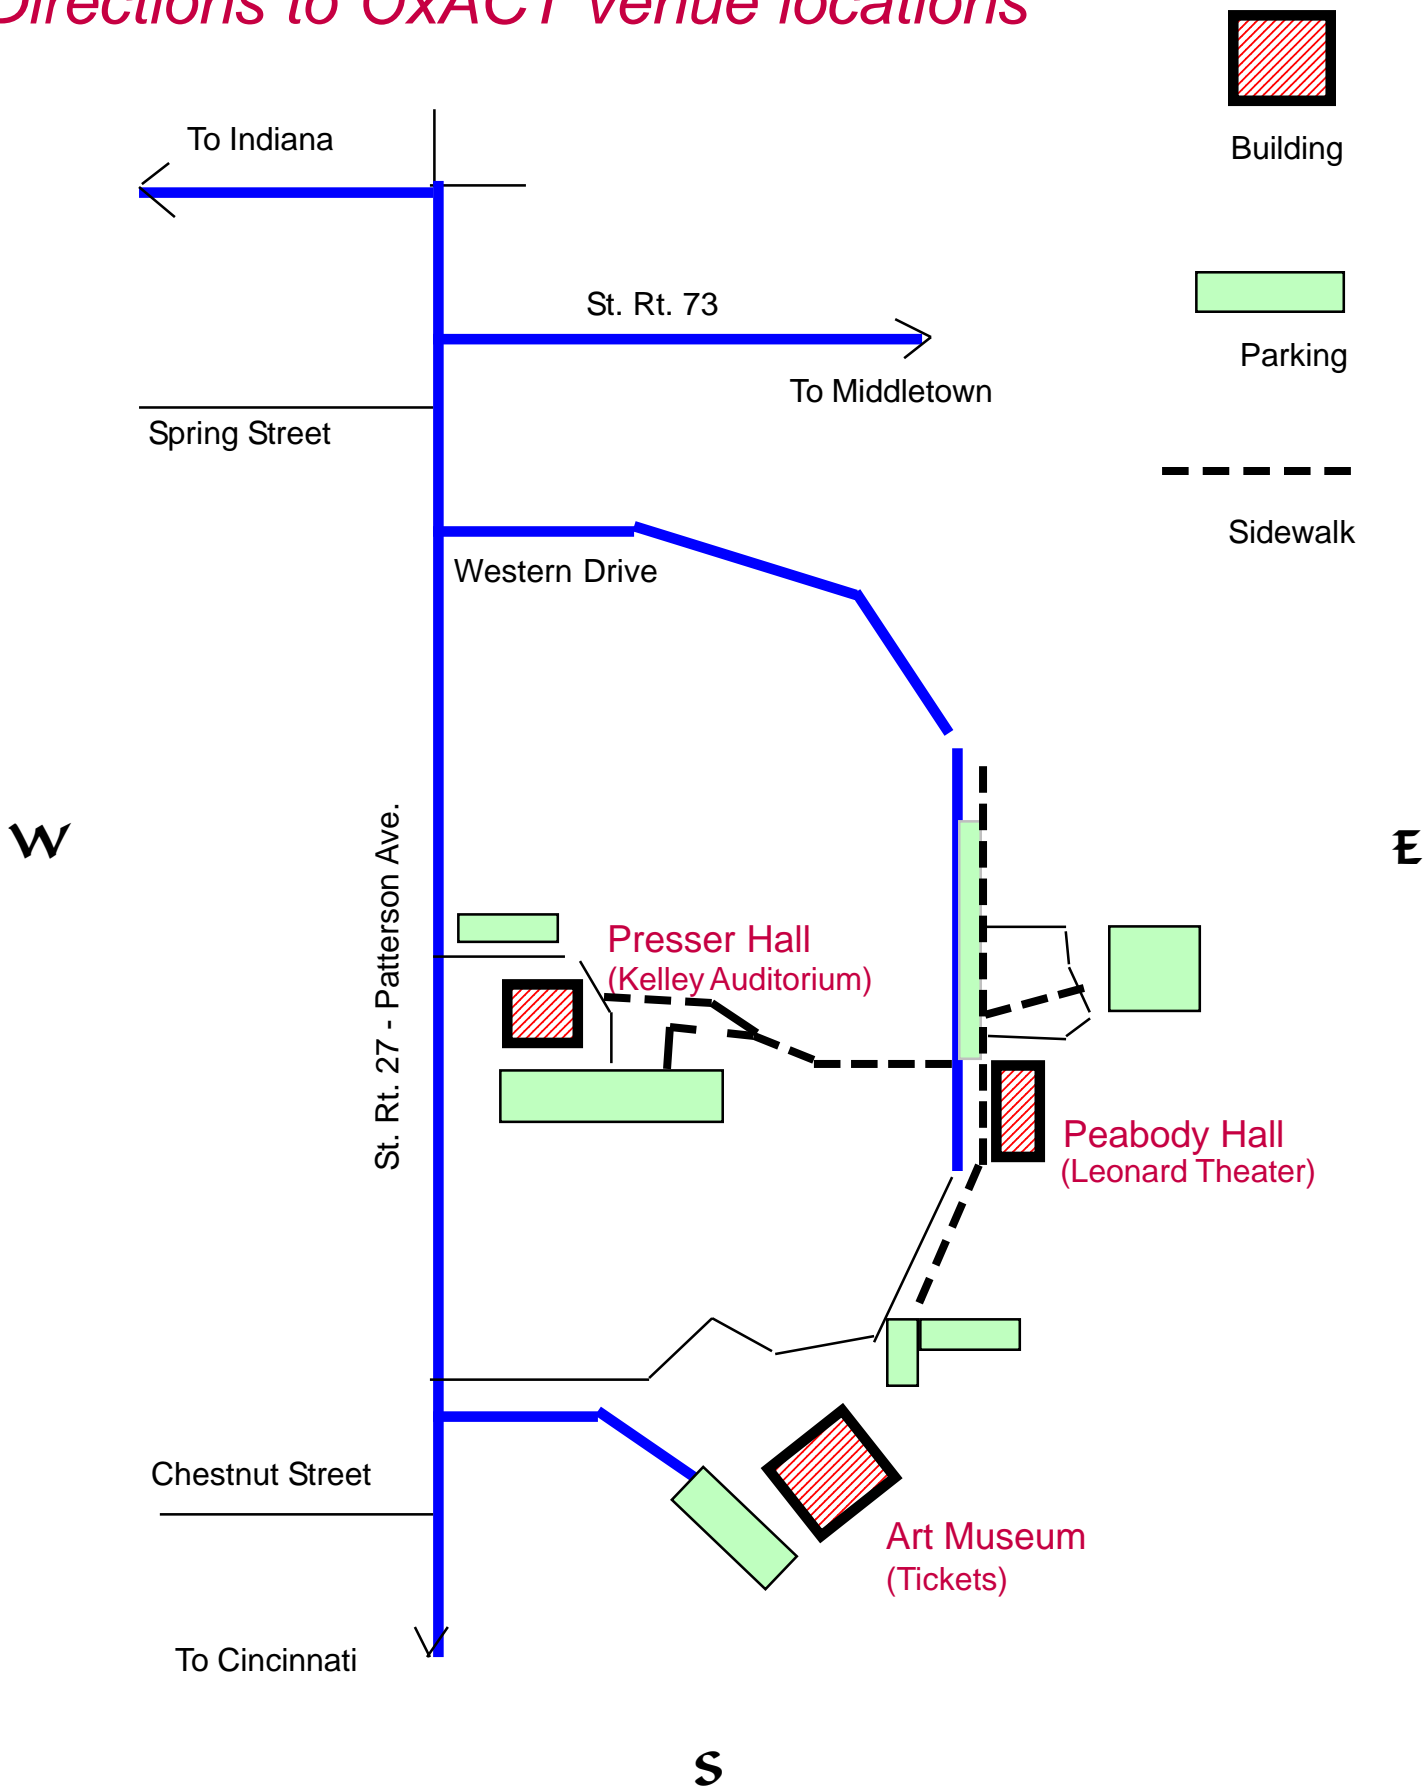 Directions to OxACT venue locations
To Indiana
Building
St. Rt. 73
Parking
To Middletown
Spring Street
Sidewalk
Western Drive
W
E
St. Rt. 27 - Patterson Ave.
Presser Hall
(Kelley Auditorium)
Peabody Hall
(Leonard Theater)
Chestnut Street
Art Museum
(Tickets)
To Cincinnati
S